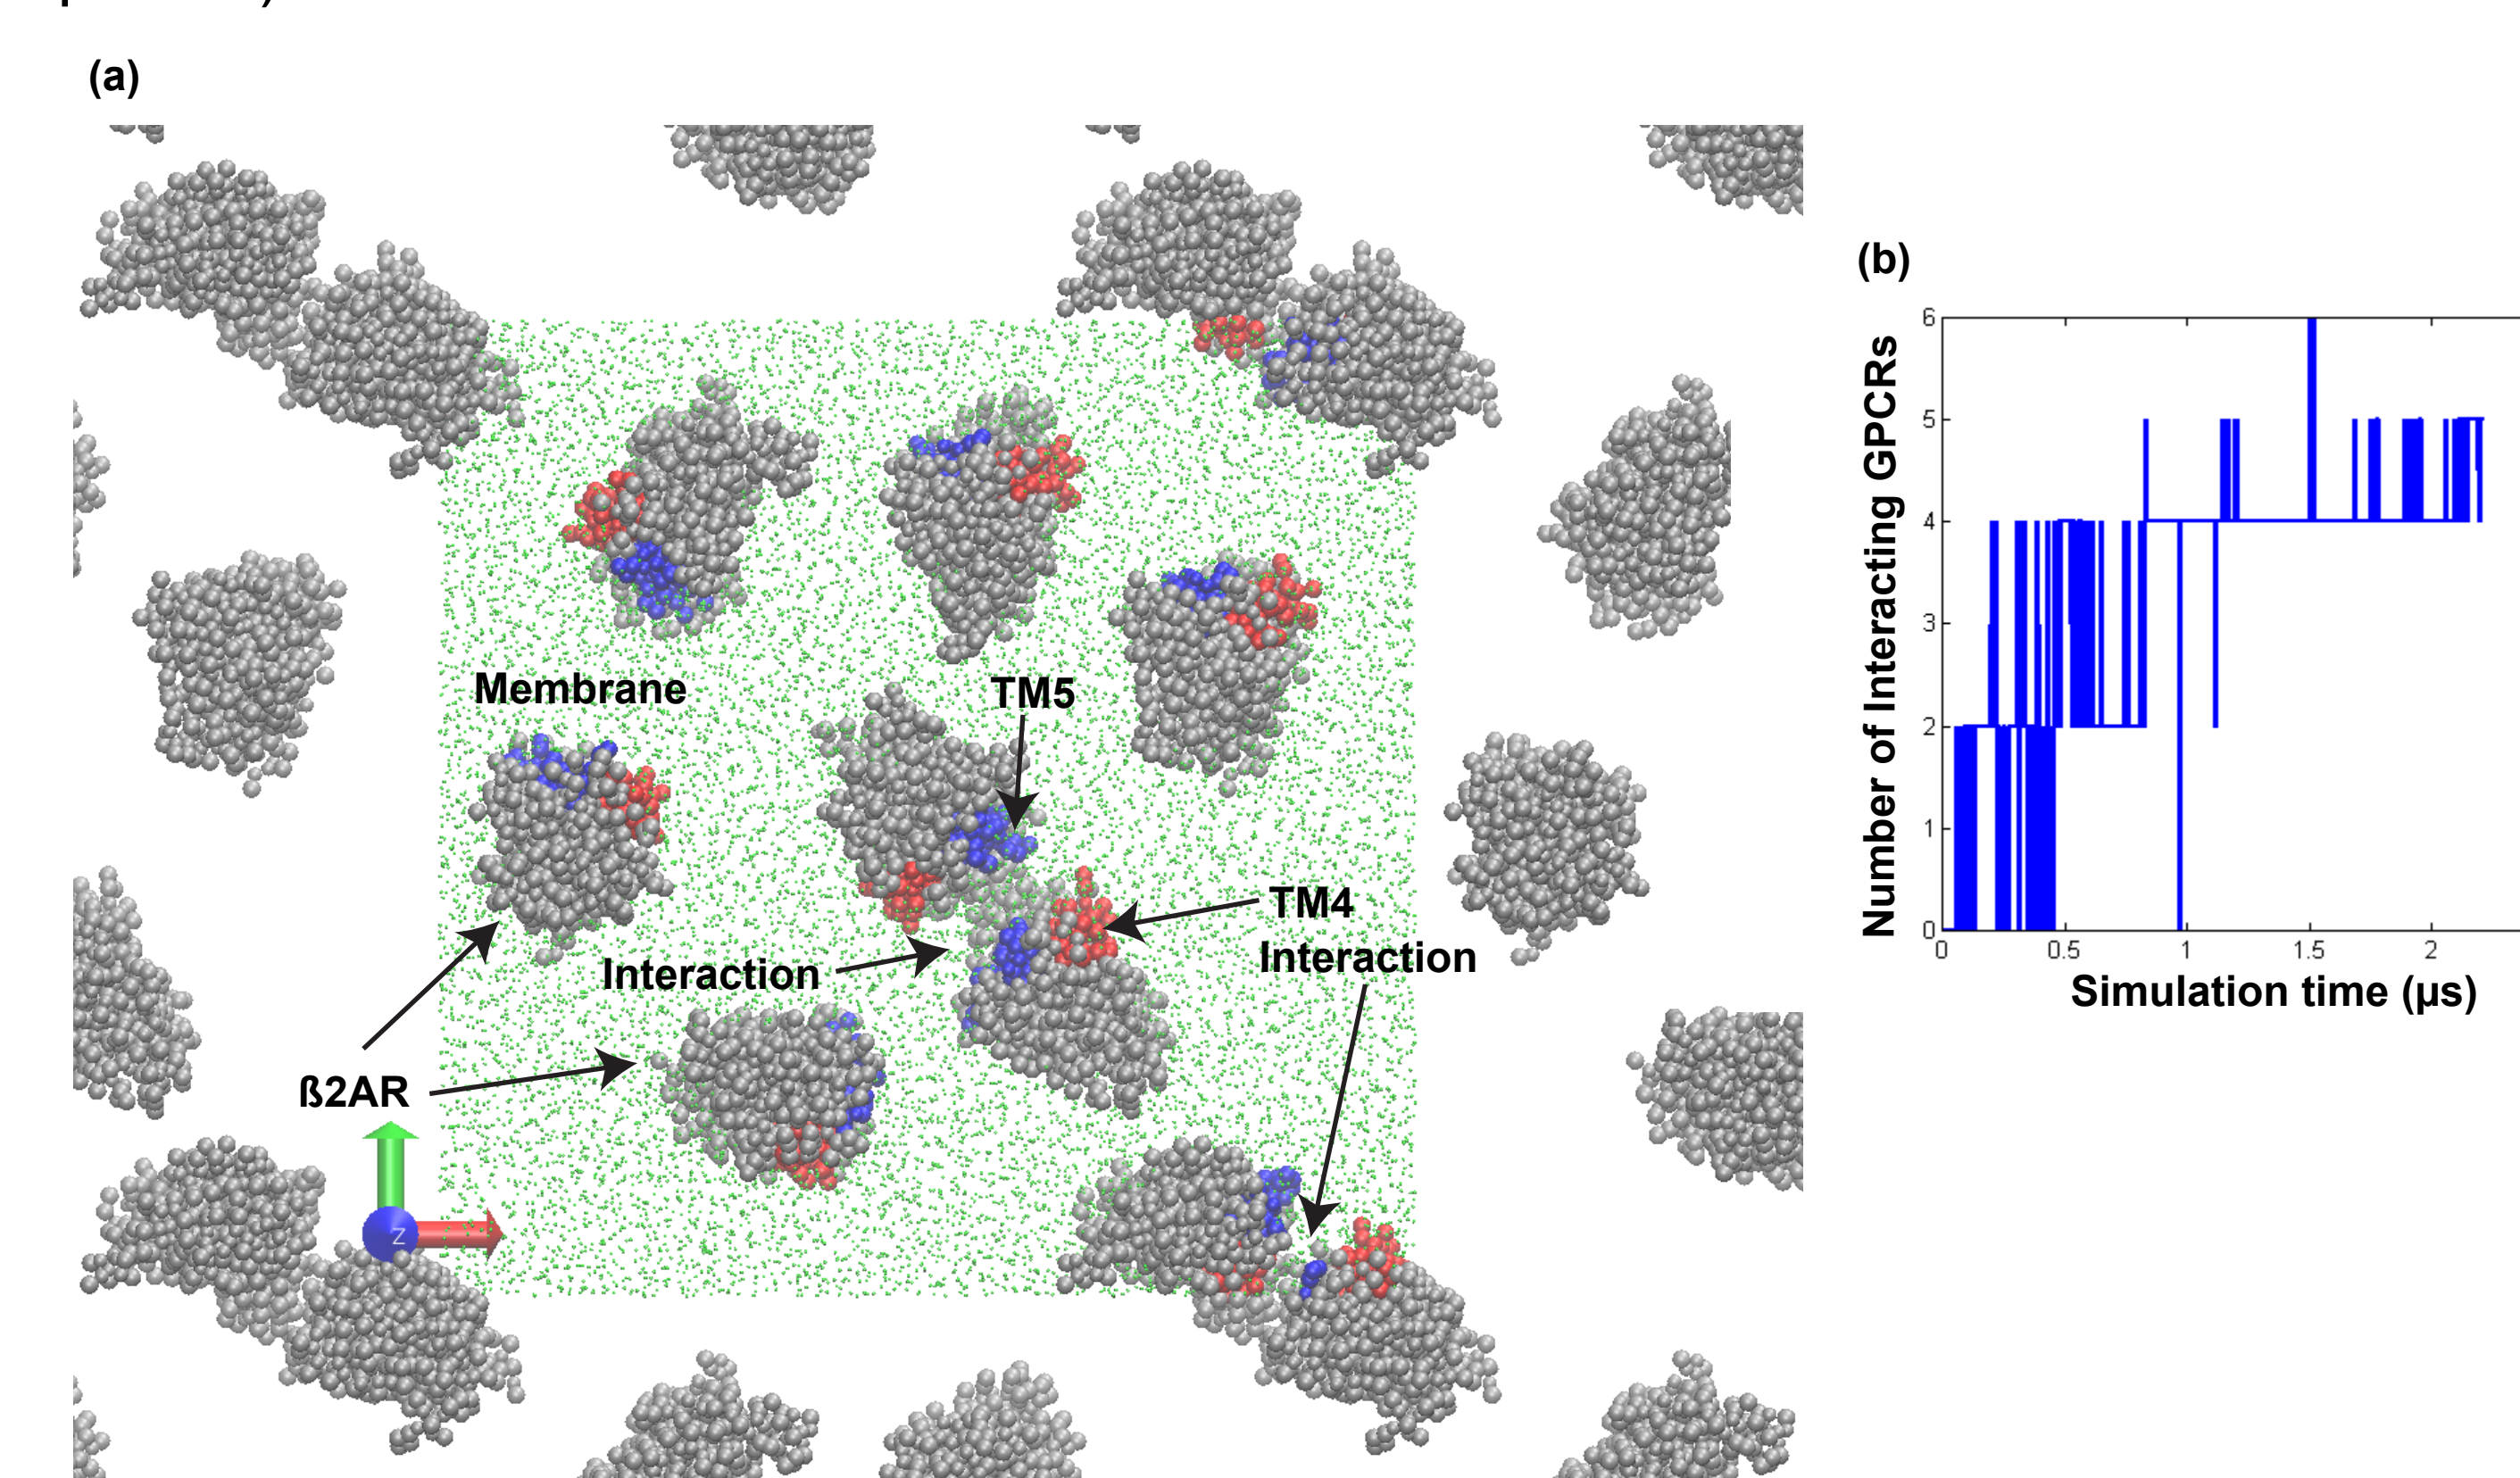 (a)
(b)
Membrane
TM5
TM4
Interaction
Interaction
ß2AR
Z
Number of Interacting GPCRs
6
5
4
3
2
1
0
0 0.5 1 1.5 2
Simulation time (µs)